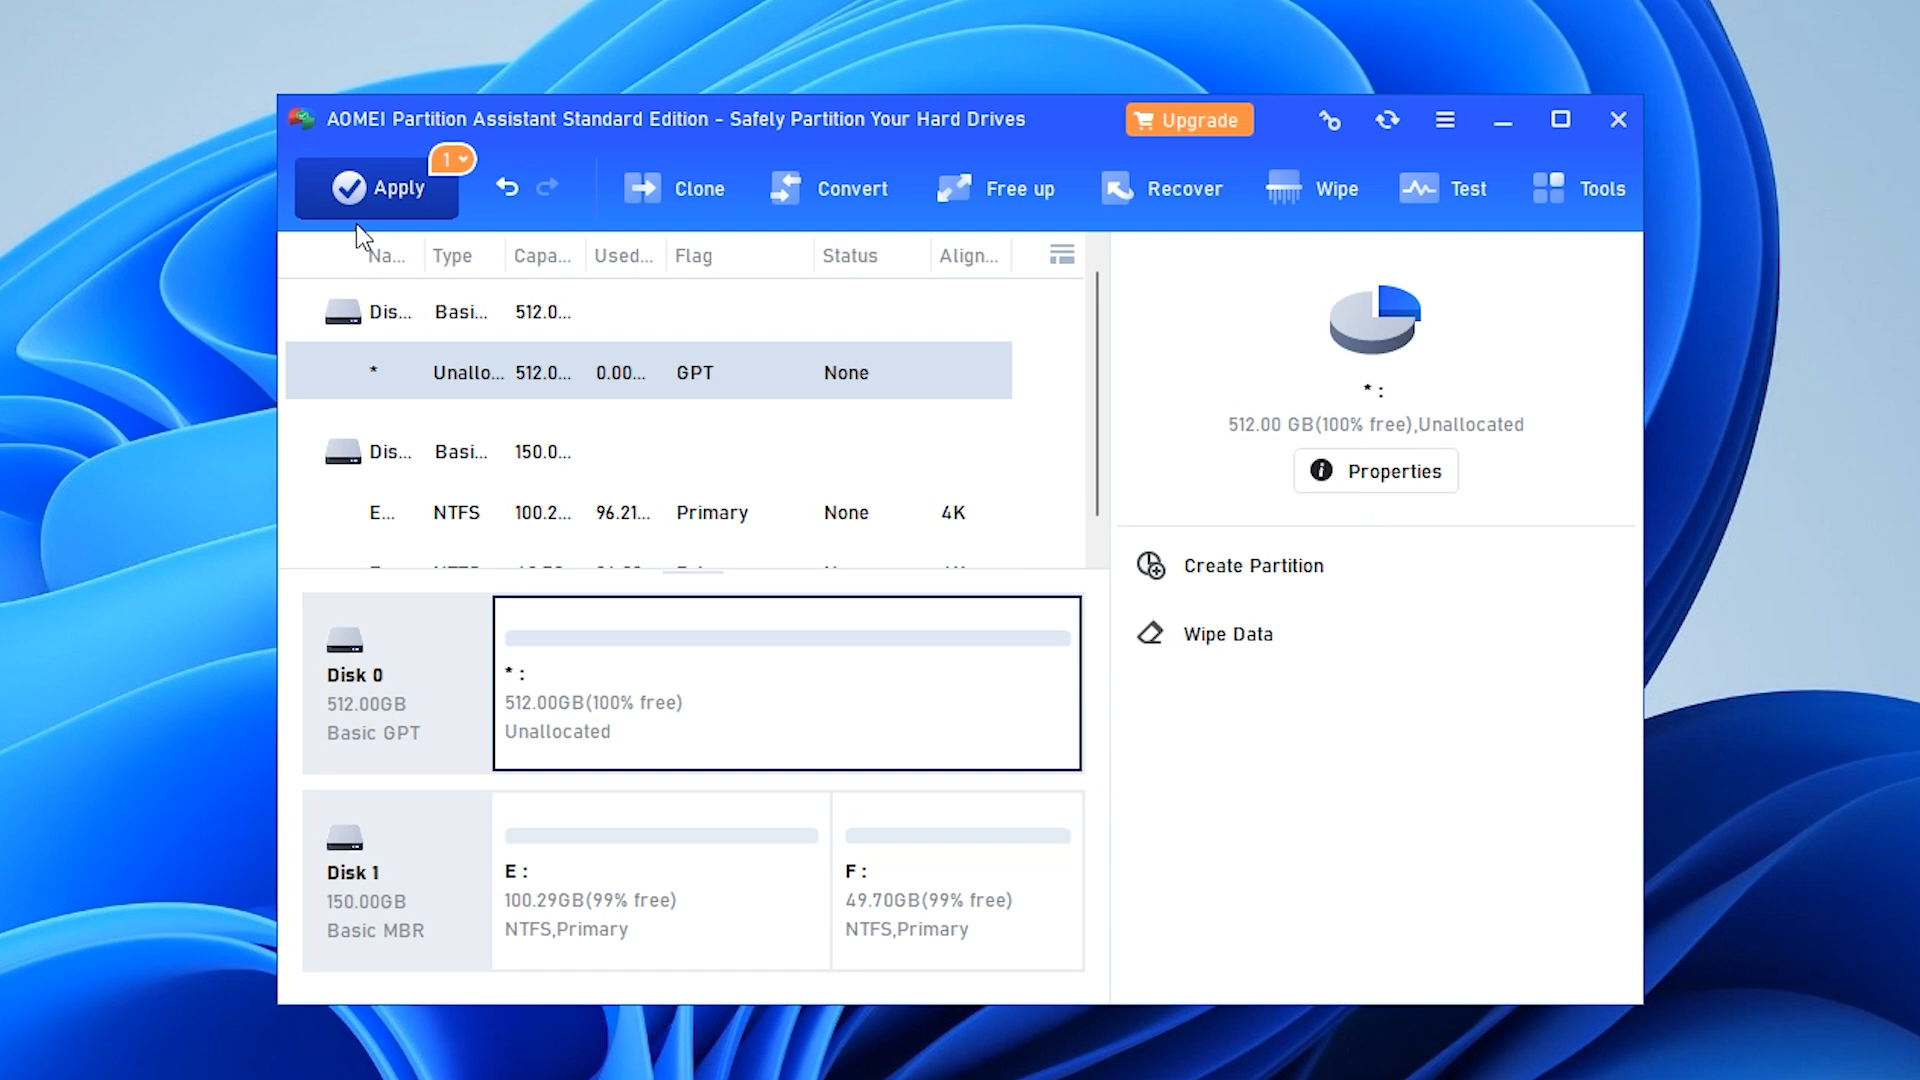 AOMEI Partition Assistant Standard Edition - Safely Partition Your Hard Drives
Upgrade
Apply
1
Clone
Convert
Free up
Recover
Wipe
Test
Tools
Na... Type Capa... Used... Flag Status Align...
Dis... Basi... 512.0...
* Unallo... 512.0... 0.00... GPT None
Dis... Basi... 150.0...
E... NTFS 100.2... 96.21... Primary None 4K
* :
512.00 GB(100% free),Unallocated
Properties
Create Partition
Wipe Data
Disk 0
512.00GB
Basic GPT
* :
512.00GB(100% free)
Unallocated
Disk 1
150.00GB
Basic MBR
E :
100.29GB(99% free)
NTFS,Primary
F :
49.70GB(99% free)
NTFS,Primary